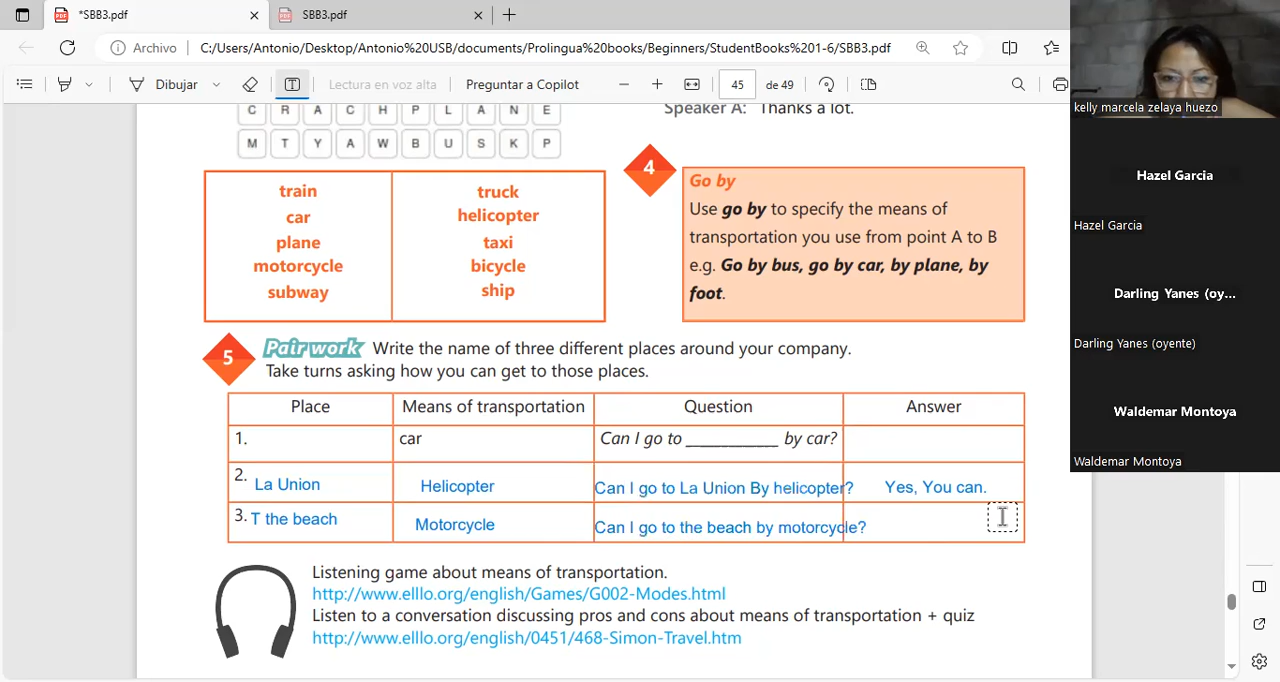 *SBB3.pdf
SBB3.pdf
Archivo
C:/Users/Antonio/Desktop/Antonio%20USB/documents/Prolingua%20books/Beginners/StudentBooks%201-6/SBB3.pdf
Dibujar
Lectura en voz alta
Preguntar a Copilot
45
de 49
C R A C H P L A N E
Speaker A: Thanks a lot.
M T Y A W B U S K P
train
car
plane
motorcycle
subway
truck
helicopter
taxi
bicycle
ship
4
Go by
Use go by to specify the means of
transportation you use from point A to B
e.g. Go by bus, go by car, by plane, by
foot.
5
Pair work Write the name of three different places around your company.
Take turns asking how you can get to those places.
Place Means of transportation Question Answer
1. car Can I go to ____________ by car?
2. La Union Helicopter Can I go to La Union By helicopter? Yes, You can.
3. T the beach Motorcycle Can I go to the beach by motorcycle?
Listening game about means of transportation.
http://www.elllo.org/english/Games/G002-Modes.html
Listen to a conversation discussing pros and cons about means of transportation + quiz
http://www.elllo.org/english/0451/468-Simon-Travel.htm
kelly marcela zelaya huezo
Hazel Garcia
Hazel Garcia
Darling Yanes (oy...
Darling Yanes (oyente)
Waldemar Montoya
Waldemar Montoya